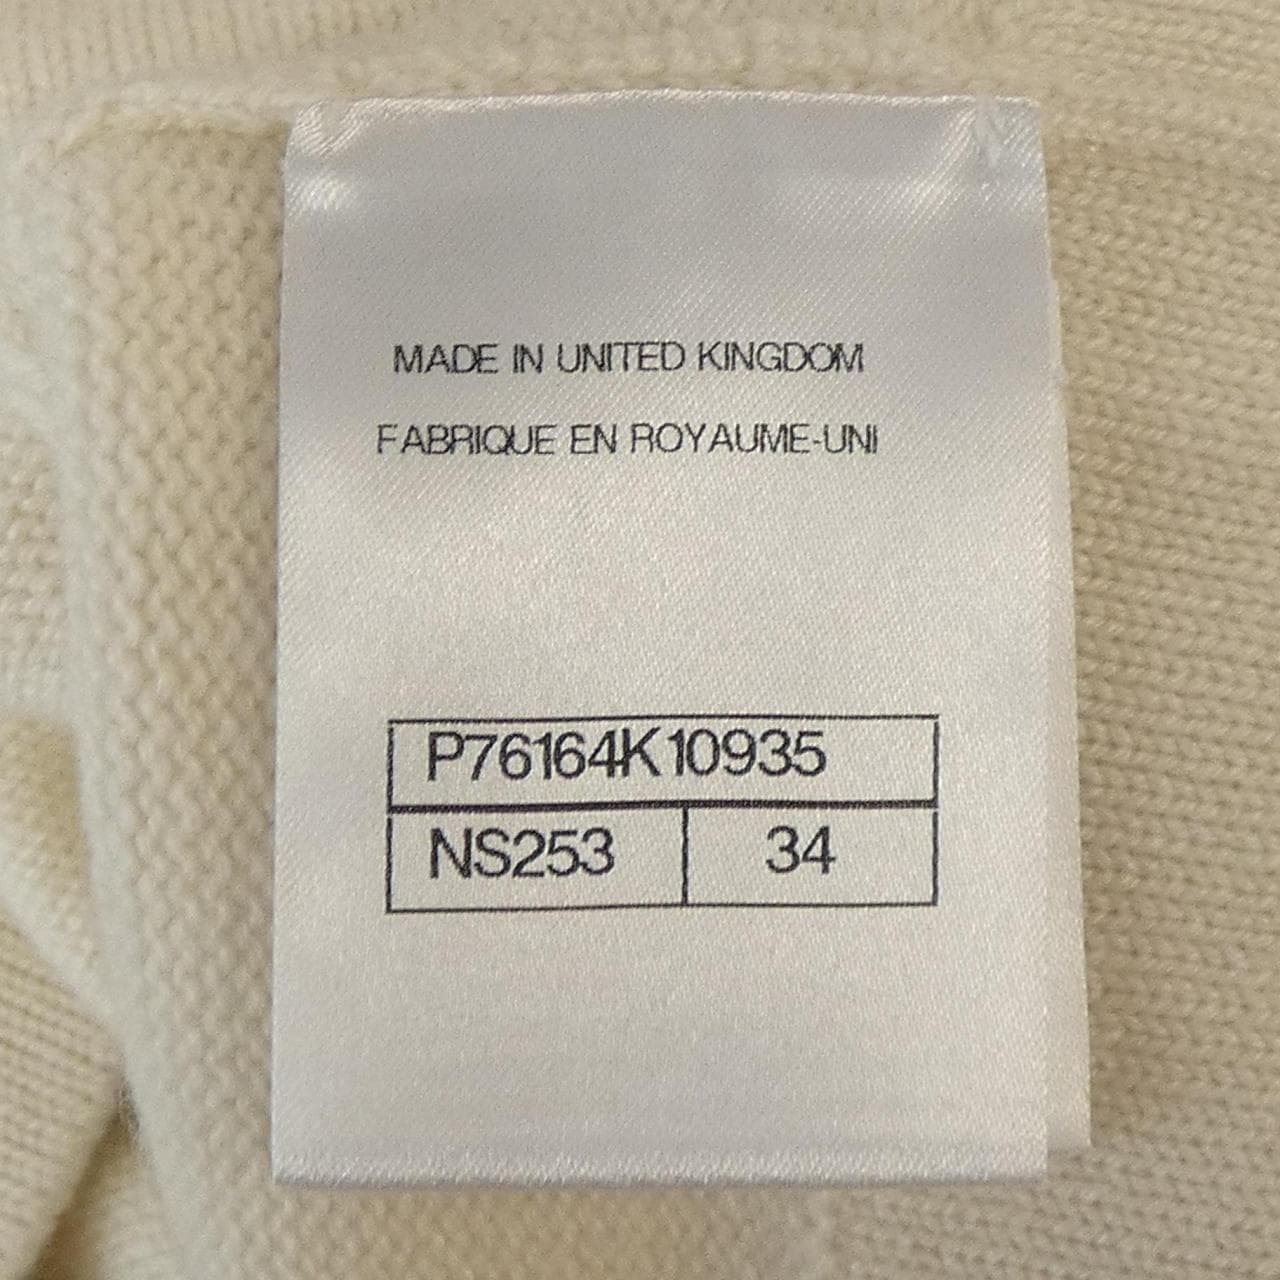 MADE IN UNITED KINGDOM
FABRIQUE EN ROYAUME-UNI
P76164K10935
NS253 34